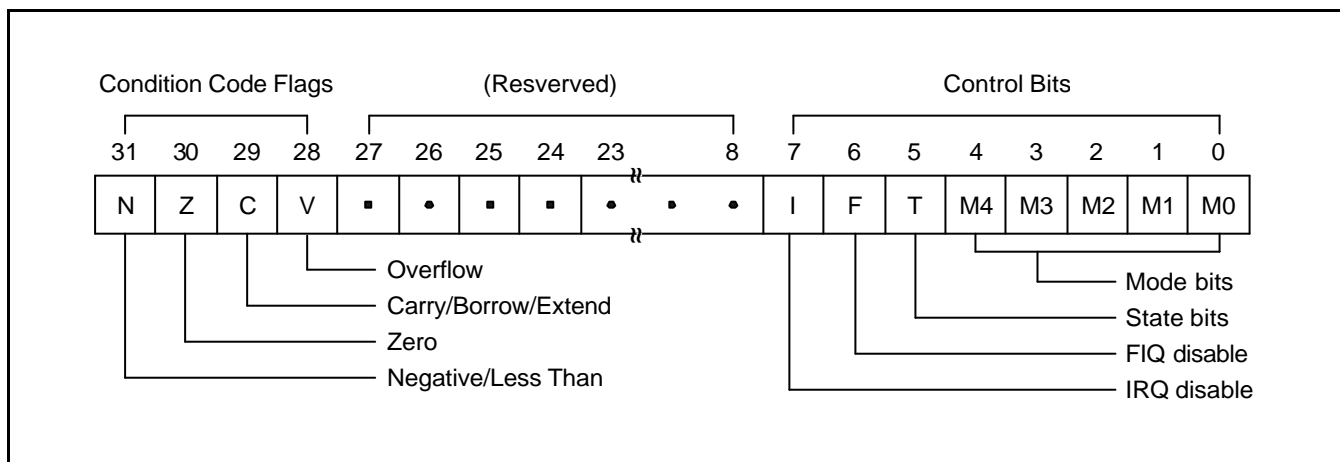 Condition Code Flags (Resverved) Control Bits
31 30 29 28 27 26 25 24 23 8 7 6 5 4 3 2 1 0
N Z C V I F T M4 M3 M2 M1 M0
Overflow
Carry/Borrow/Extend
Zero
Negative/Less Than
Mode bits
State bits
FIQ disable
IRQ disable